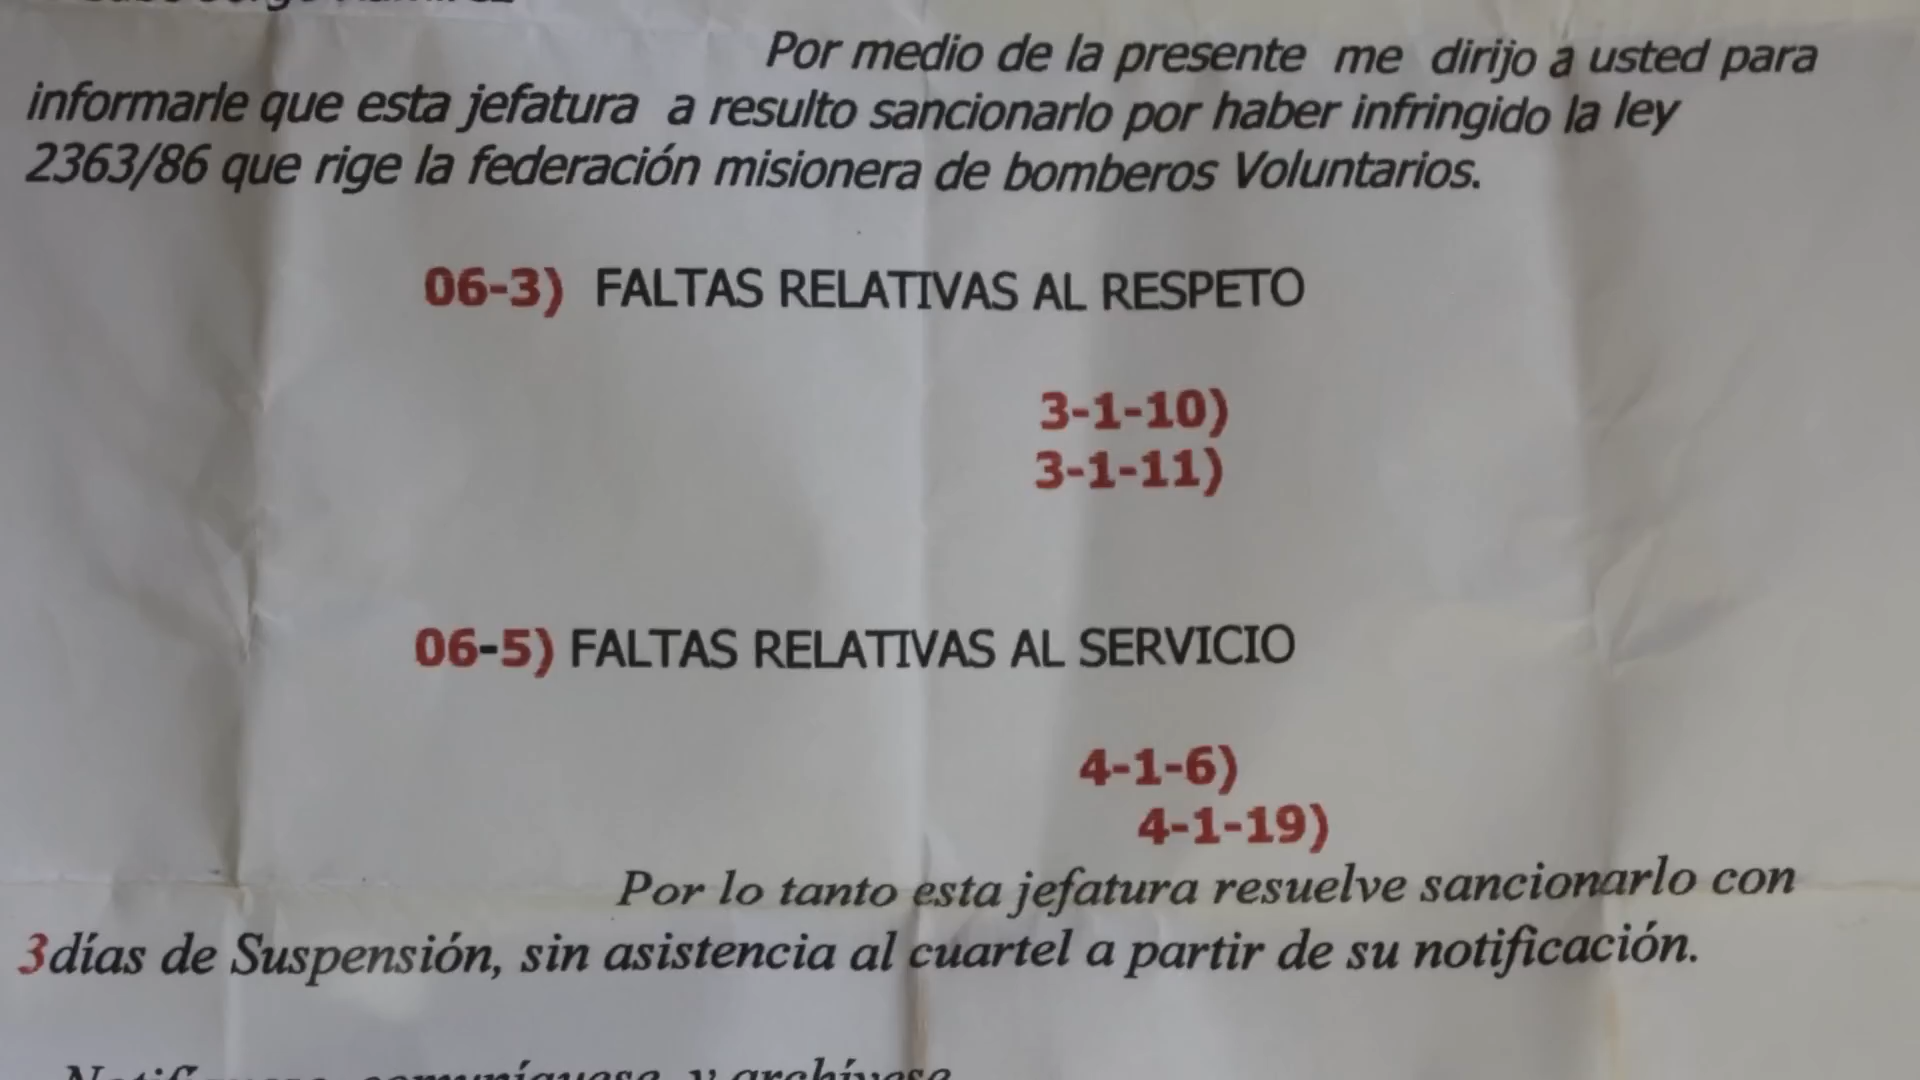 Por medio de la presente me dirijo a usted para
informarle que esta jefatura a resulto sancionarlo por haber infringido la ley
2363/86 que rige la federación misionera de bomberos Voluntarios.
06-3) FALTAS RELATIVAS AL RESPETO
3-1-10)
3-1-11)
06-5) FALTAS RELATIVAS AL SERVICIO
4-1-6)
4-1-19)
Por lo tanto esta jefatura resuelve sancionarlo con
3días de Suspensión, sin asistencia al cuartel a partir de su notificación.
comuníquese y archívese